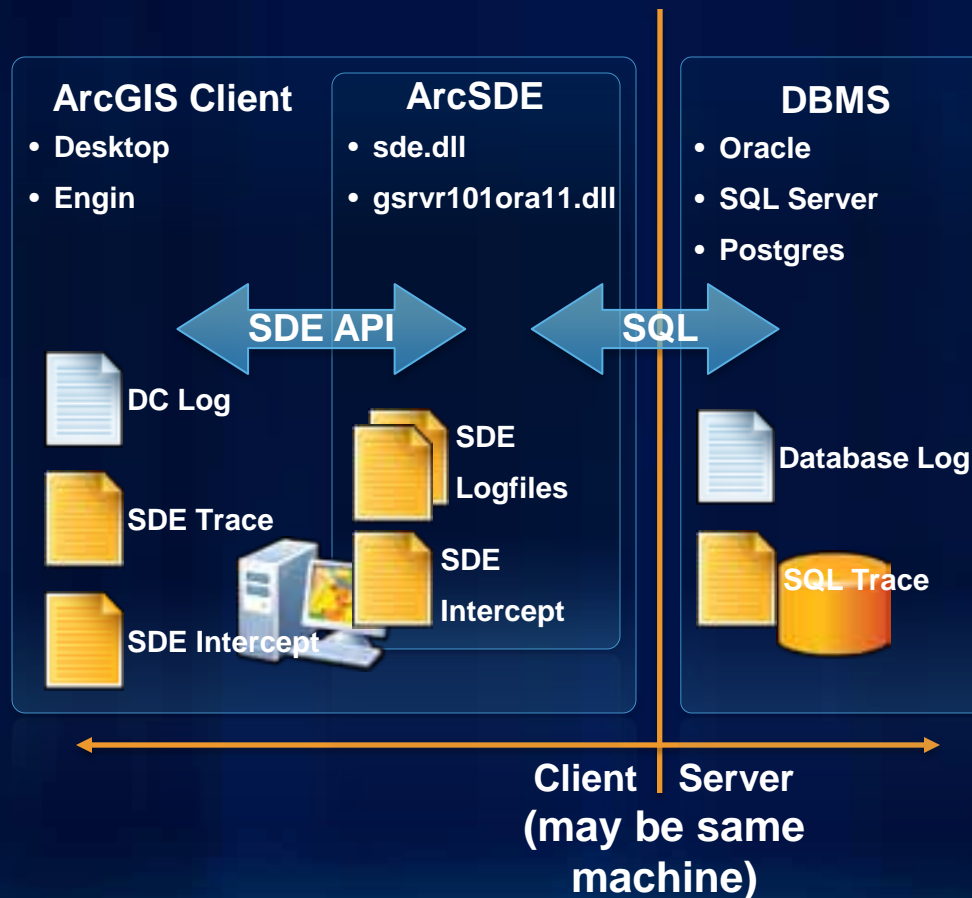 ArcGIS Client
• Desktop
• Engin
ArcSDE
• sde.dll
• gsrvr101ora11.dll
DBMS
• Oracle
• SQL Server
• Postgres
SDE API
SQL
DC Log
SDE Trace
SDE Intercept
SDE
Logfiles
SDE
Intercept
Database Log
SQL Trace
Client
Server
(may be same
machine)